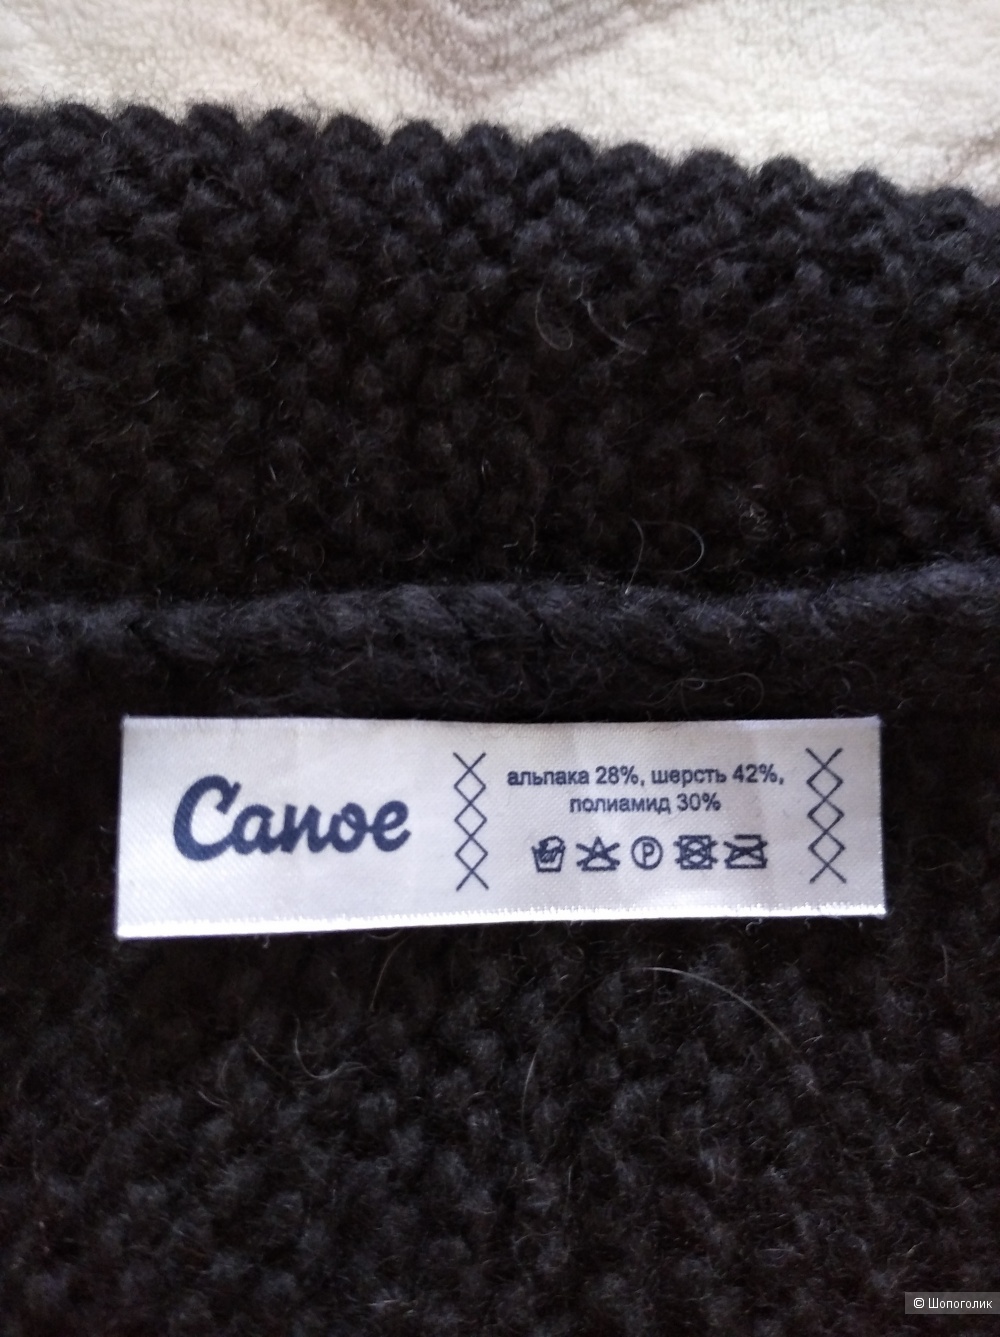 Canoe
альпака 28%, шерсть 42%,
полиамид 30%
P
© Шопоголик